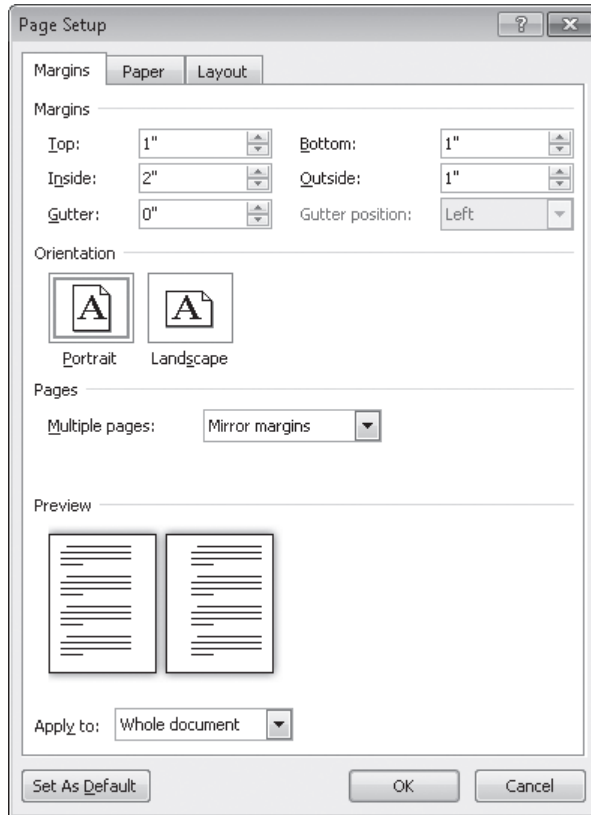 Page Setup
Margins Paper Layout
Margins
Top: 1" Bottom: 1"
Inside: 2" Outside: 1"
Gutter: 0" Gutter position: Left
Orientation
A A
Portrait Landscape
Pages
Multiple pages: Mirror margins
Preview
Apply to: Whole document
Set As Default OK Cancel